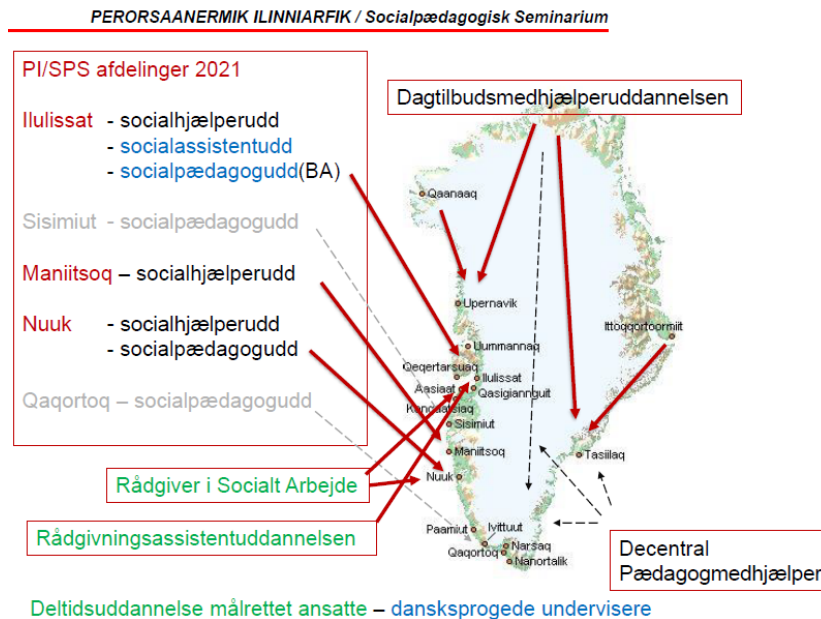 PERORSAANERMIK ILINNIARFIK / Socialpædagogisk Seminarium
PI/SPS afdelinger 2021
Ilulissat - socialhjælperudd
- socialassistentudd
- socialpædagogudd(BA)
Sisimiut - socialpædagogudd
Maniitsoq – socialhjælperudd
Nuuk - socialhjælperudd
- socialpædagogudd
Qaqortoq – socialpædagogudd
Dagtilbudsmedhjælperuddannelsen
Qaanaaq
Upernavik
Ittoqqortoormiit
Uummannaq
Qeqertarsuaq
Ilulissat
Aasiaat
Qasigiannguit
Kangaatsiaq
Sisimiut
Maniitsoq
Tasiilaq
Nuuk
Rådgiver i Socialt Arbejde
Rådgivningsassistentuddannelsen
Paamiut
Ivittuut
Narsaq
Qaqortoq
Nanortalik
Decentral
Pædagogmedhjælper
Deltidsuddannelse målrettet ansatte – dansksprogede undervisere